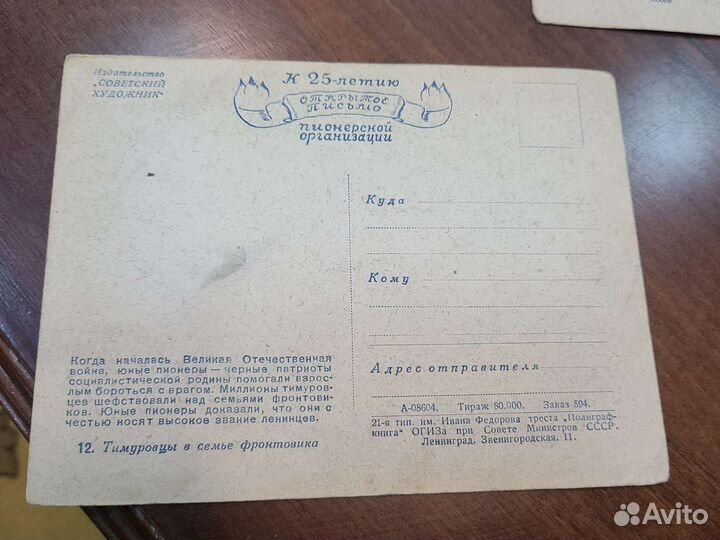 Издательство
„СОВЕТСКИЙ
ХУДОЖНИК“
К 25-летию
ОТКРЫТОЕ
ПИСЬМО
пионерской
организации
Куда
Кому
Адрес отправителя
Когда началась Великая Отечественная
война, юные пионеры — верные патриоты
социалистической родины помогали взрос-
лым бороться с врагом. Миллионы тимуров-
цев шефствовали над семьями фронтови-
ков. Юные пионеры доказали, что они с
честью носят высокое звание ленинцев.
12. Тимуровцы в семье фронтовика
А-08604. Тираж 80.000. Заказ 594.
21-я тип. им. Ивана Федорова треста „Полиграф-
книга“ ОГИЗа при Совете Министров СССР.
Ленинград, Звенигородская, 11.
Avito